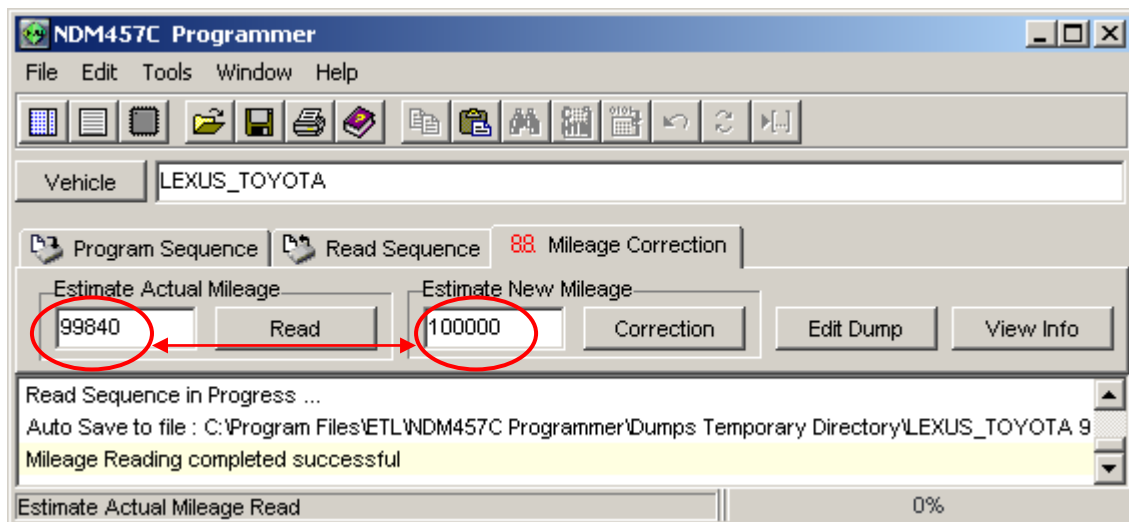 NDM457C Programmer
File Edit Tools Window Help
Vehicle LEXUS_TOYOTA
Program Sequence Read Sequence 88 Mileage Correction
Estimate Actual Mileage Estimate New Mileage
99840 Read 100000 Correction Edit Dump View Info
Read Sequence in Progress ...
Auto Save to file : C:\Program Files\ETL\NDM457C Programmer\Dumps Temporary Directory\LEXUS_TOYOTA 9
Mileage Reading completed successful
Estimate Actual Mileage Read 0%